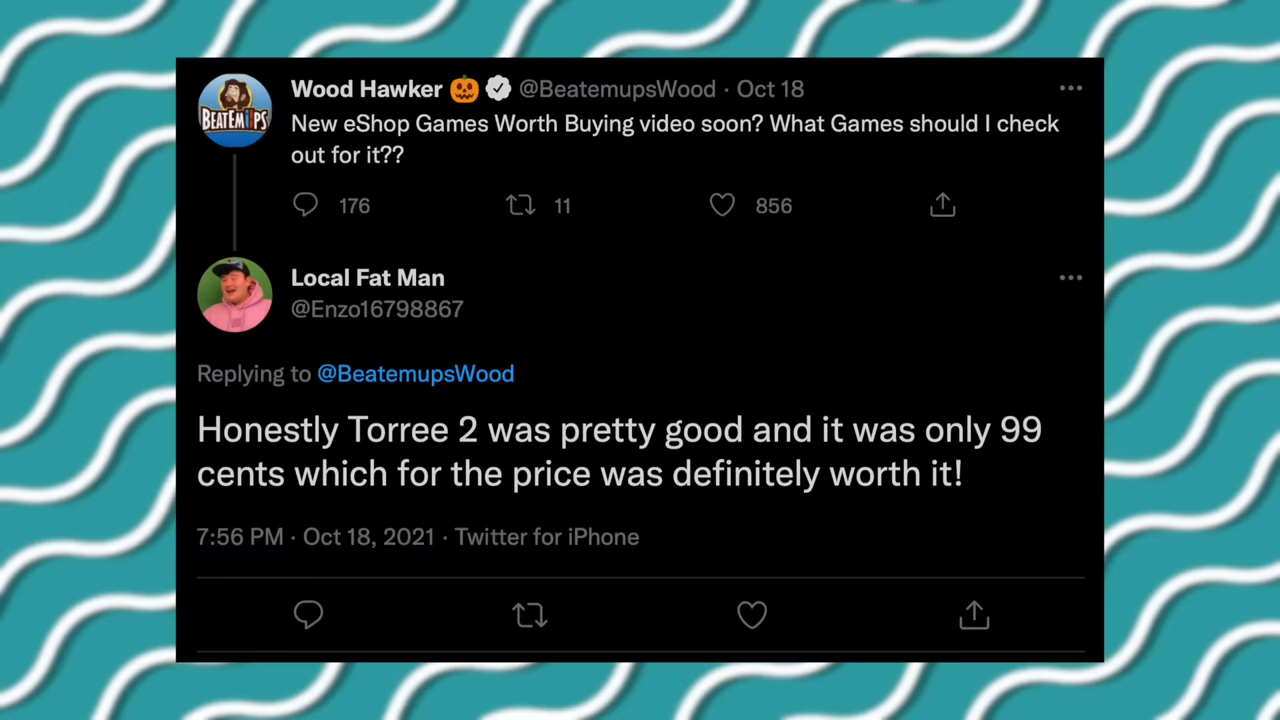 Wood Hawker 🎃 @BeatemupsWood · Oct 18
New eShop Games Worth Buying video soon? What Games should I check
out for it??
BEATEMUPS
176 11 856
Local Fat Man
@Enzo16798867
Replying to @BeatemupsWood
Honestly Torree 2 was pretty good and it was only 99
cents which for the price was definitely worth it!
7:56 PM · Oct 18, 2021 · Twitter for iPhone